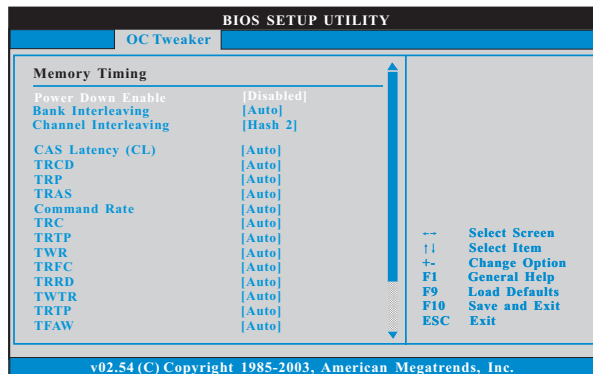 BIOS SETUP UTILITY
OC Tweaker
Memory Timing
Power Down Enable [Disabled]
Bank Interleaving [Auto]
Channel Interleaving [Hash 2]
CAS Latency (CL) [Auto]
TRCD [Auto]
TRP [Auto]
TRAS [Auto]
Command Rate [Auto]
TRC [Auto]
TRTP [Auto]
TWR [Auto]
TRFC [Auto]
TRRD [Auto]
TWTR [Auto]
TRTP [Auto]
TFAW [Auto]
←→ Select Screen
↑↓ Select Item
+- Change Option
F1 General Help
F9 Load Defaults
F10 Save and Exit
ESC Exit
v02.54 (C) Copyright 1985-2003, American Megatrends, Inc.